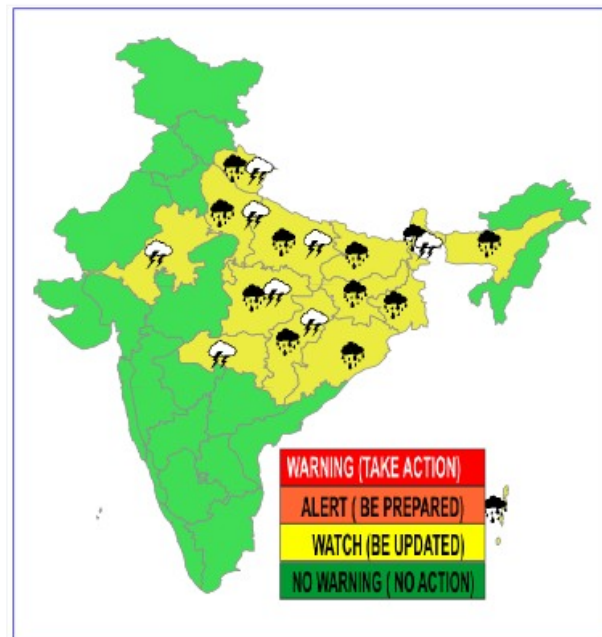 WARNING (TAKE ACTION)
ALERT ( BE PREPARED)
WATCH (BE UPDATED)
NO WARNING ( NO ACTION)